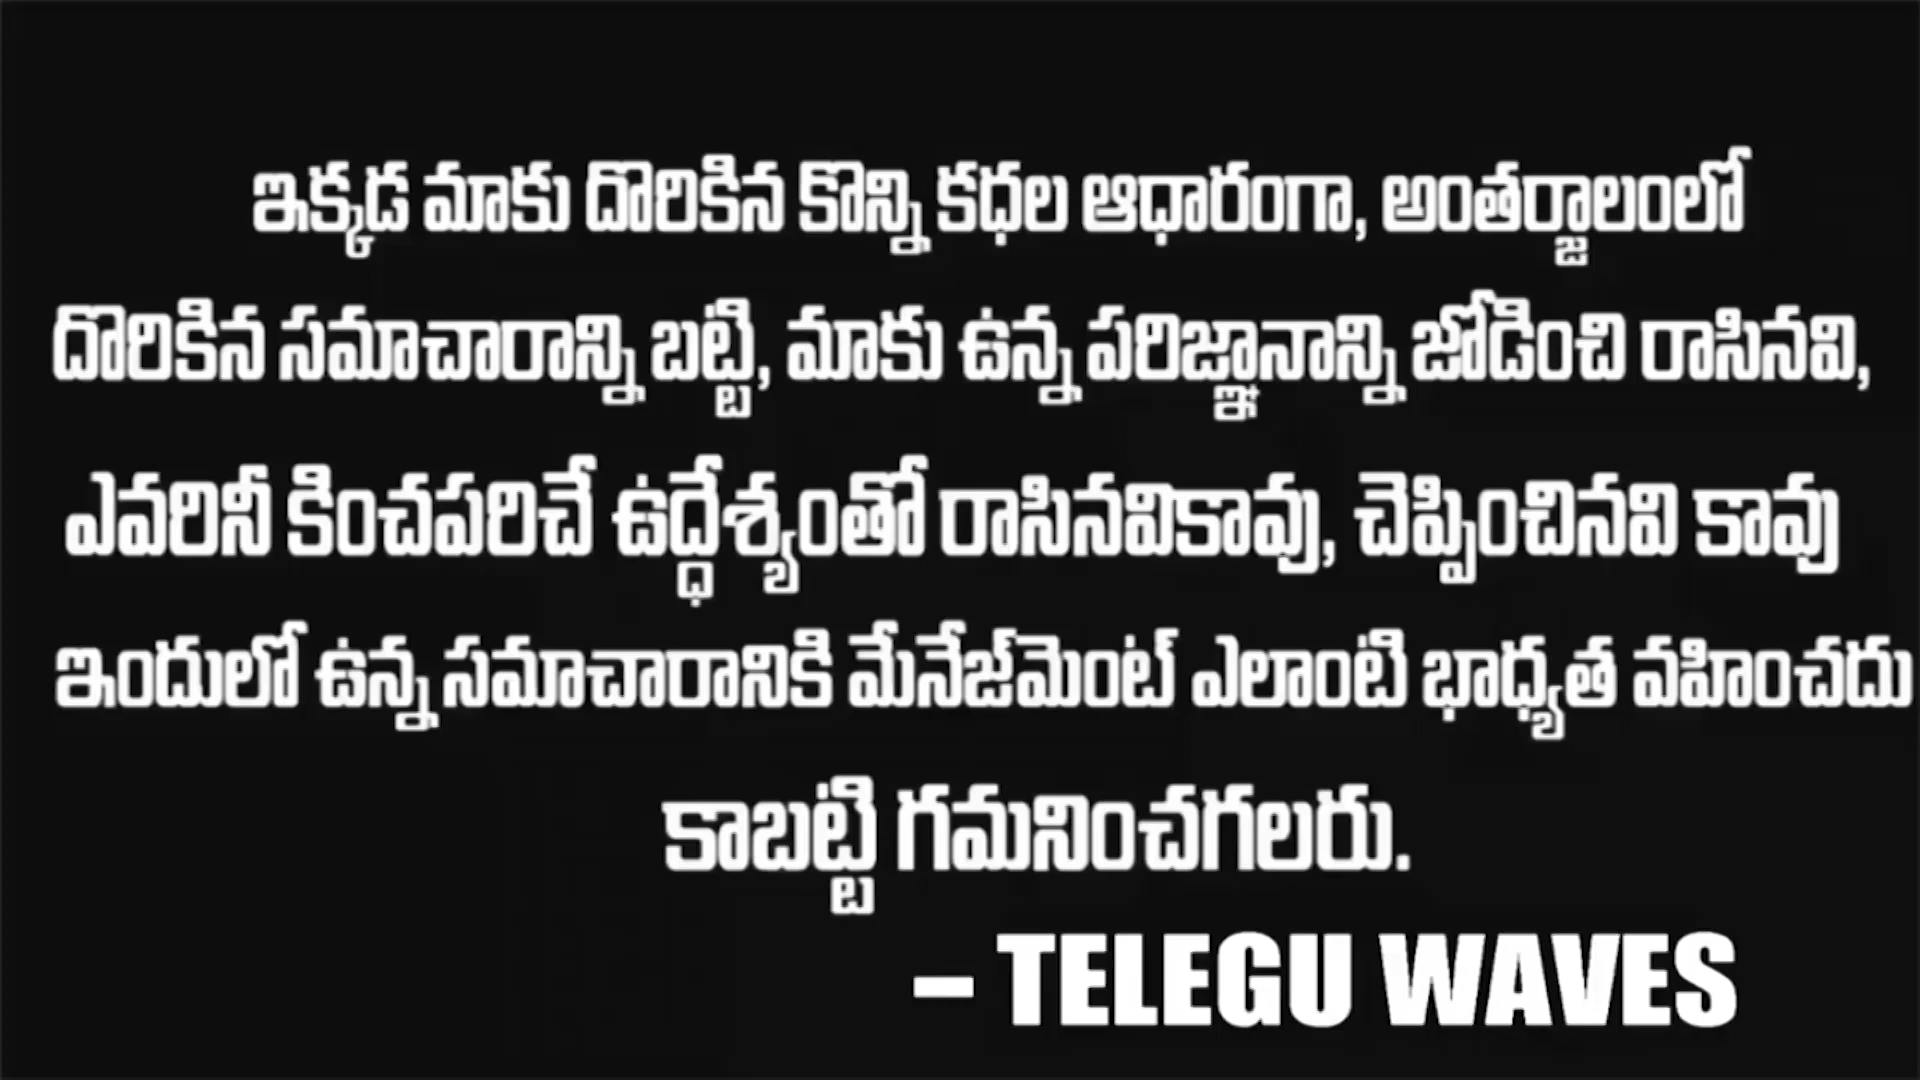 ఇక్కడ మాకు దొరికిన కొన్ని కధల ఆధారంగా, అంతర్జాలంలో
దొరికిన సమాచారాన్ని బట్టి, మాకు ఉన్న పరిజ్ఞానాన్ని జోడించి రాసినవి,
ఎవరినీ కించపరిచే ఉద్ధేశ్యంతో రాసినవికావు, చెప్పించినవి కావు
ఇందులో ఉన్న సమాచారానికి మేనేజ్‌మెంట్ ఎలాంటి భాధ్యత వహించదు
కాబట్టి గమనించగలరు.
– TELEGU WAVES